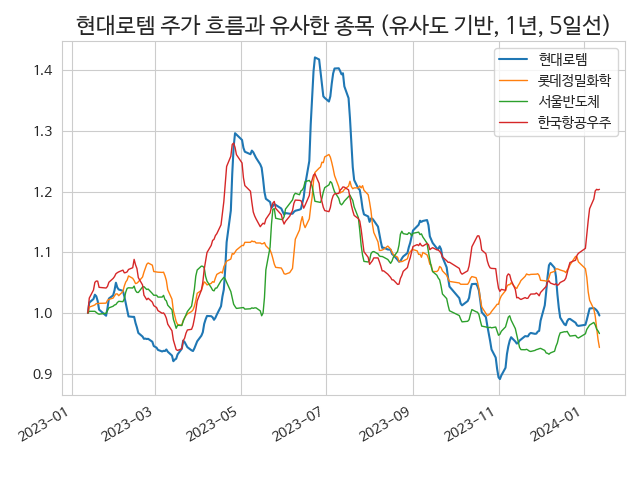 현대로템 주가 흐름과 유사한 종목 (유사도 기반, 1년, 5일선)
현대로템
롯데정밀화학
서울반도체
한국항공우주
1.4
1.3
1.2
1.1
1.0
0.9
2023-01
2023-03
2023-05
2023-07
2023-09
2023-11
2024-01